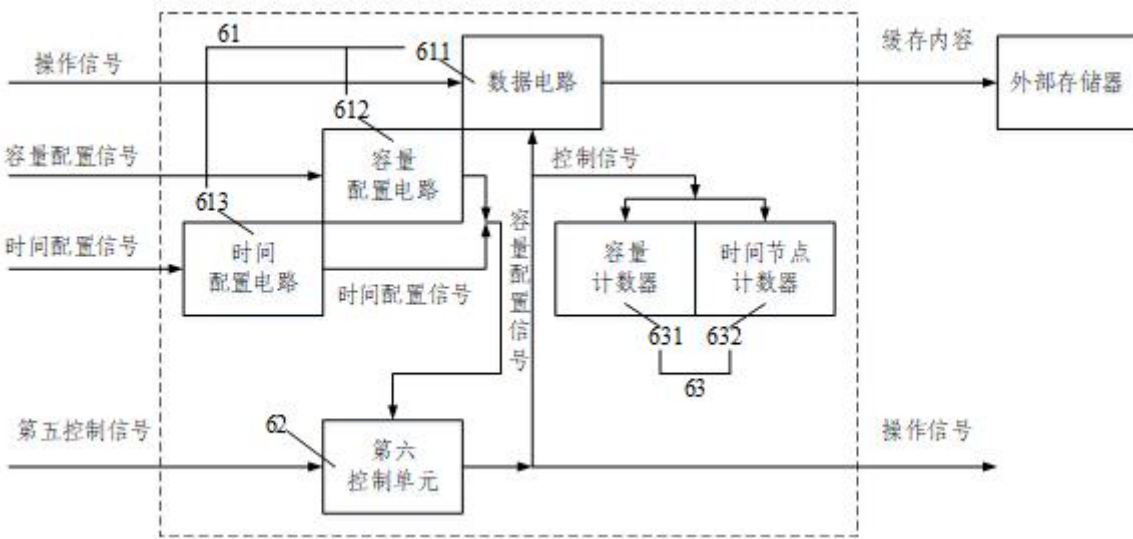 61
操作信号
611
数据电路
缓存内容
外部存储器
612
容量配置信号
容量
配置电路
控制信号
613
时间配置信号
时间
配置电路
时间配置信号
容量配置信号
容量
计数器
时间节点
计数器
631
632
63
第五控制信号
62
第六
控制单元
操作信号